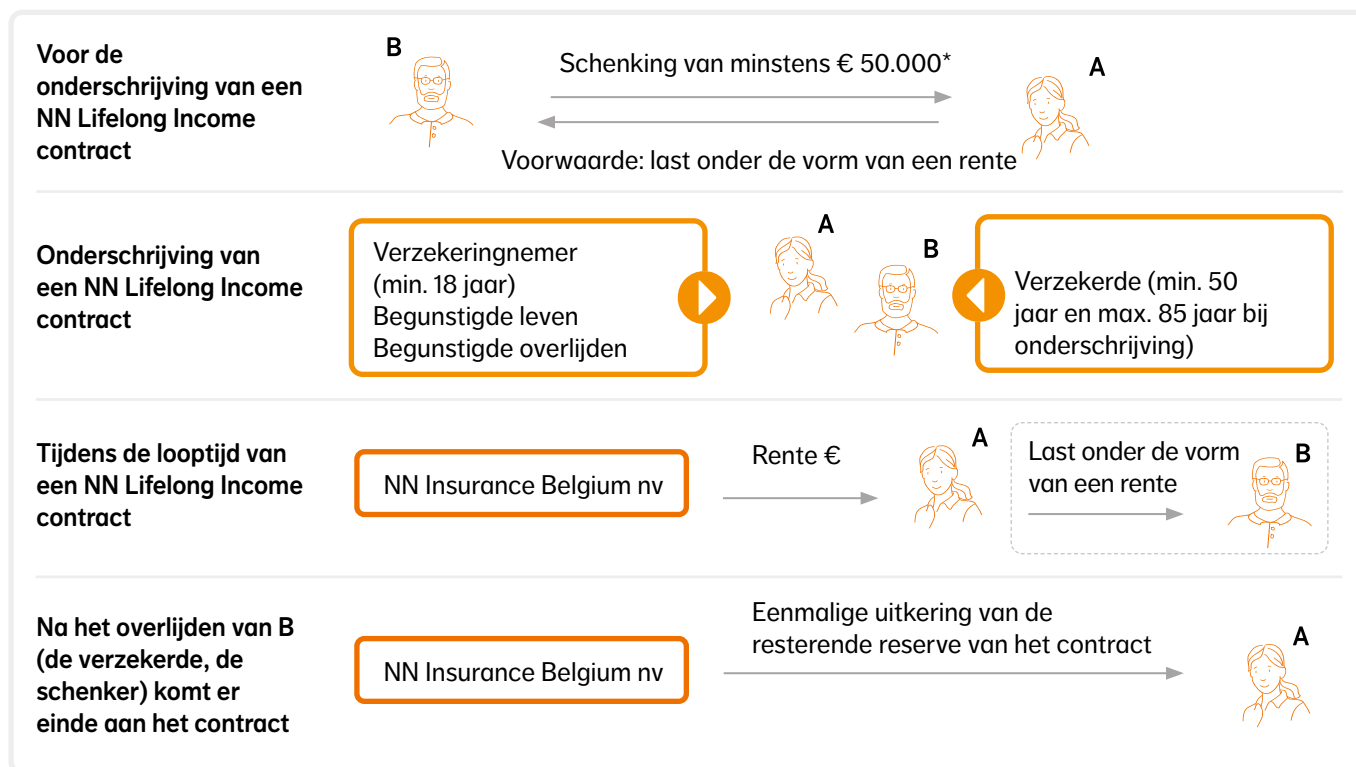 Voor de
onderschrijving van een
NN Lifelong Income
contract
B
Schenking van minstens € 50.000*
A
Voorwaarde: last onder de vorm van een rente
Onderschrijving van
een NN Lifelong Income
contract
Verzekeringnemer
(min. 18 jaar)
Begunstigde leven
Begunstigde overlijden
A
B
Verzekerde (min. 50
jaar en max. 85 jaar bij
onderschrijving)
Tijdens de looptijd van
een NN Lifelong Income
contract
NN Insurance Belgium nv
Rente €
A
Last onder de vorm
van een rente
B
Na het overlijden van B
(de verzekerde, de
schenker) komt er
einde aan het contract
NN Insurance Belgium nv
Eenmalige uitkering van de
resterende reserve van het contract
A